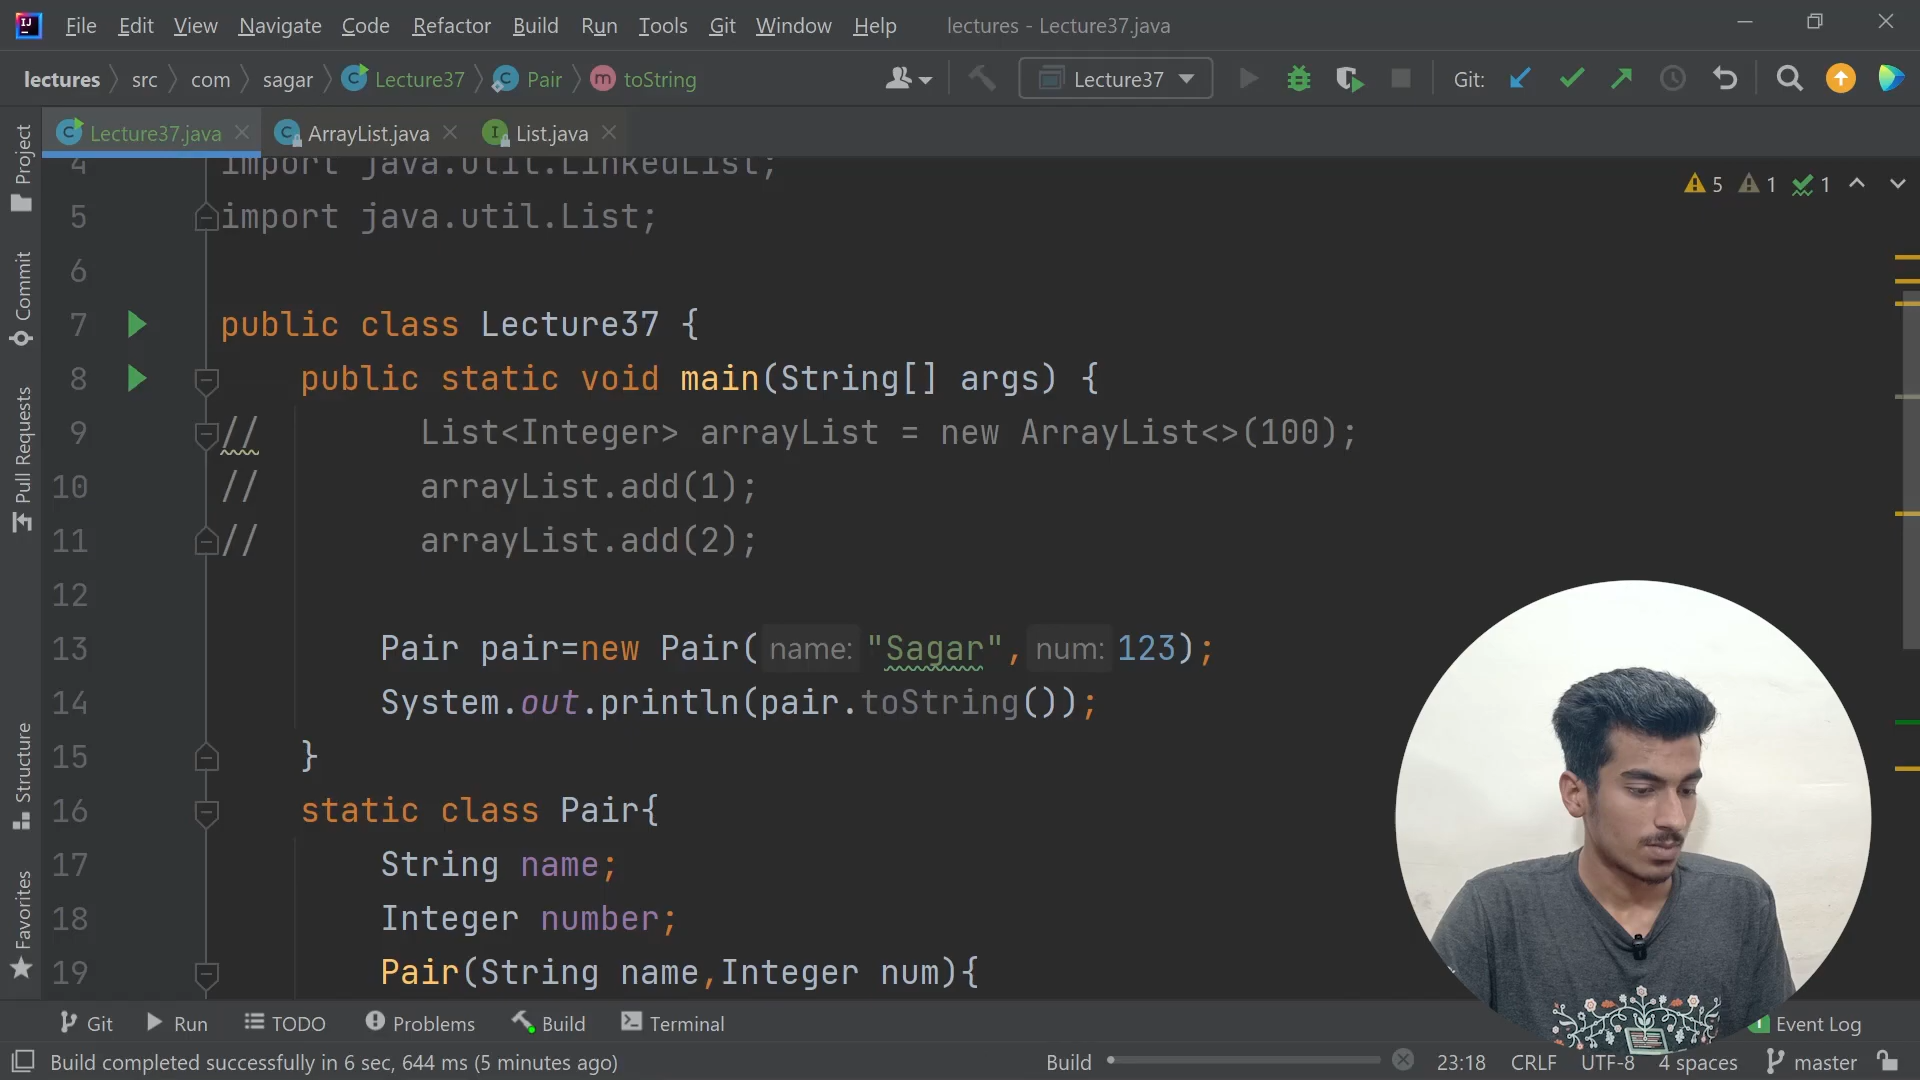 File Edit View Navigate Code Refactor Build Run Tools Git Window Help lectures - Lecture37.java
lectures src com sagar Lecture37 Pair toString Lecture37 Git:
Lecture37.java ArrayList.java List.java
Project
Commit
Pull Requests
Structure
Favorites
5 1 1
4 import java.util.LinkedList;
5 import java.util.List;
6
7 public class Lecture37 {
8 public static void main(String[] args) {
9 // List<Integer> arrayList = new ArrayList<>(100);
10 // arrayList.add(1);
11 // arrayList.add(2);
12
13 Pair pair=new Pair( name: "Sagar", num: 123);
14 System.out.println(pair.toString());
15 }
16 static class Pair{
17 String name;
18 Integer number;
19 Pair(String name,Integer num){
Git Run TODO Problems Build Terminal Event Log
Build completed successfully in 6 sec, 644 ms (5 minutes ago) Build 23:18 CRLF UTF-8 4 spaces master